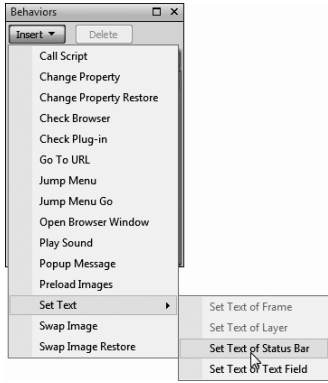 Behaviors
Insert Delete
Call Script
Change Property
Change Property Restore
Check Browser
Check Plug-in
Go To URL
Jump Menu
Jump Menu Go
Open Browser Window
Play Sound
Popup Message
Preload Images
Set Text
Swap Image
Swap Image Restore
Set Text of Frame
Set Text of Layer
Set Text of Status Bar
Set Text of Text Field